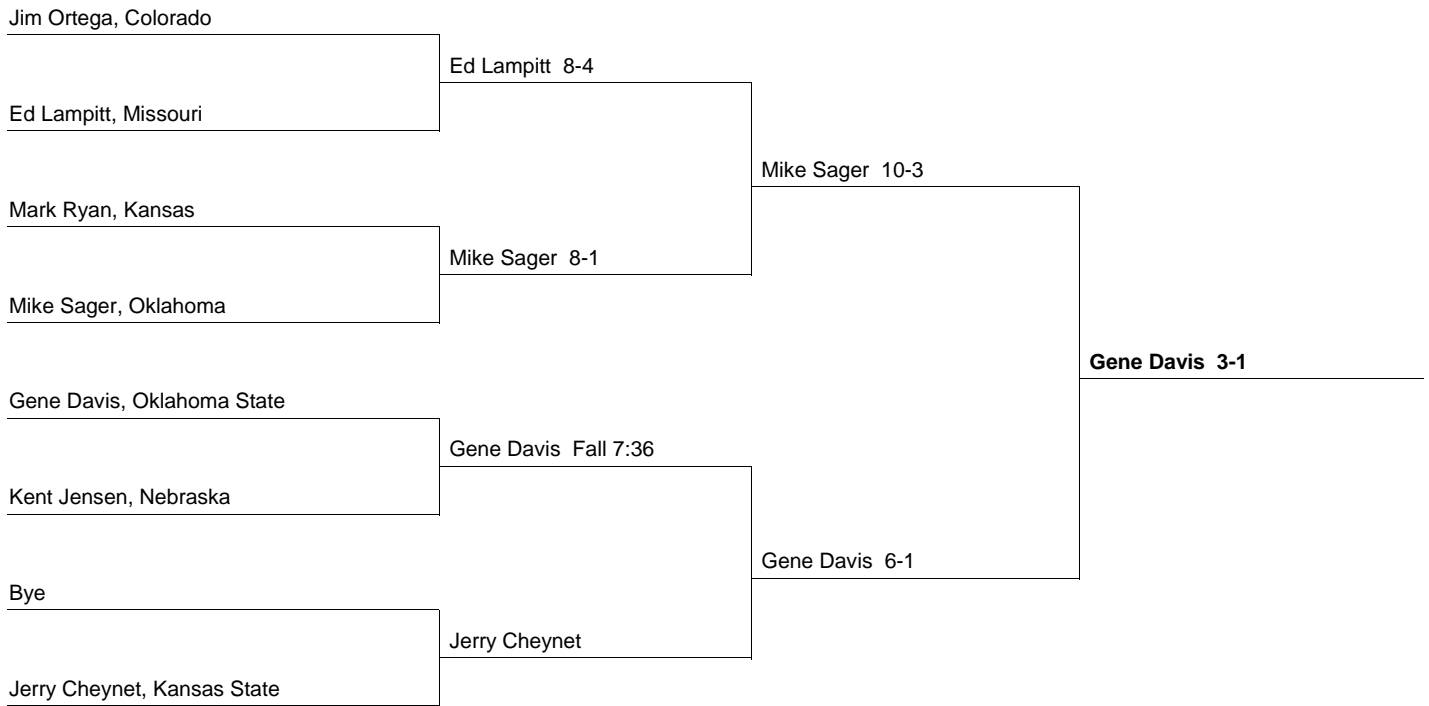 Jim Ortega, Colorado
Ed Lampitt  8-4
Ed Lampitt, Missouri
Mike Sager  10-3
Mark Ryan, Kansas
Mike Sager  8-1
Mike Sager, Oklahoma
Gene Davis  3-1
Gene Davis, Oklahoma State
Gene Davis  Fall 7:36
Kent Jensen, Nebraska
Gene Davis  6-1
Bye
Jerry Cheynet
Jerry Cheynet, Kansas State